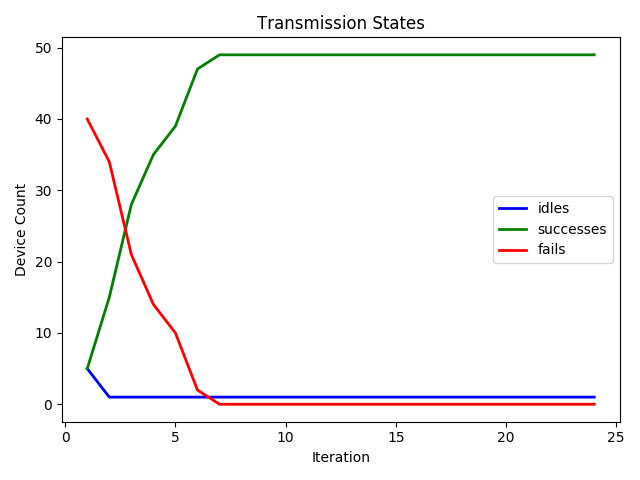 Transmission States
50
40
30
20
10
0
Device Count
idles
successes
fails
0
5
10
15
20
25
Iteration